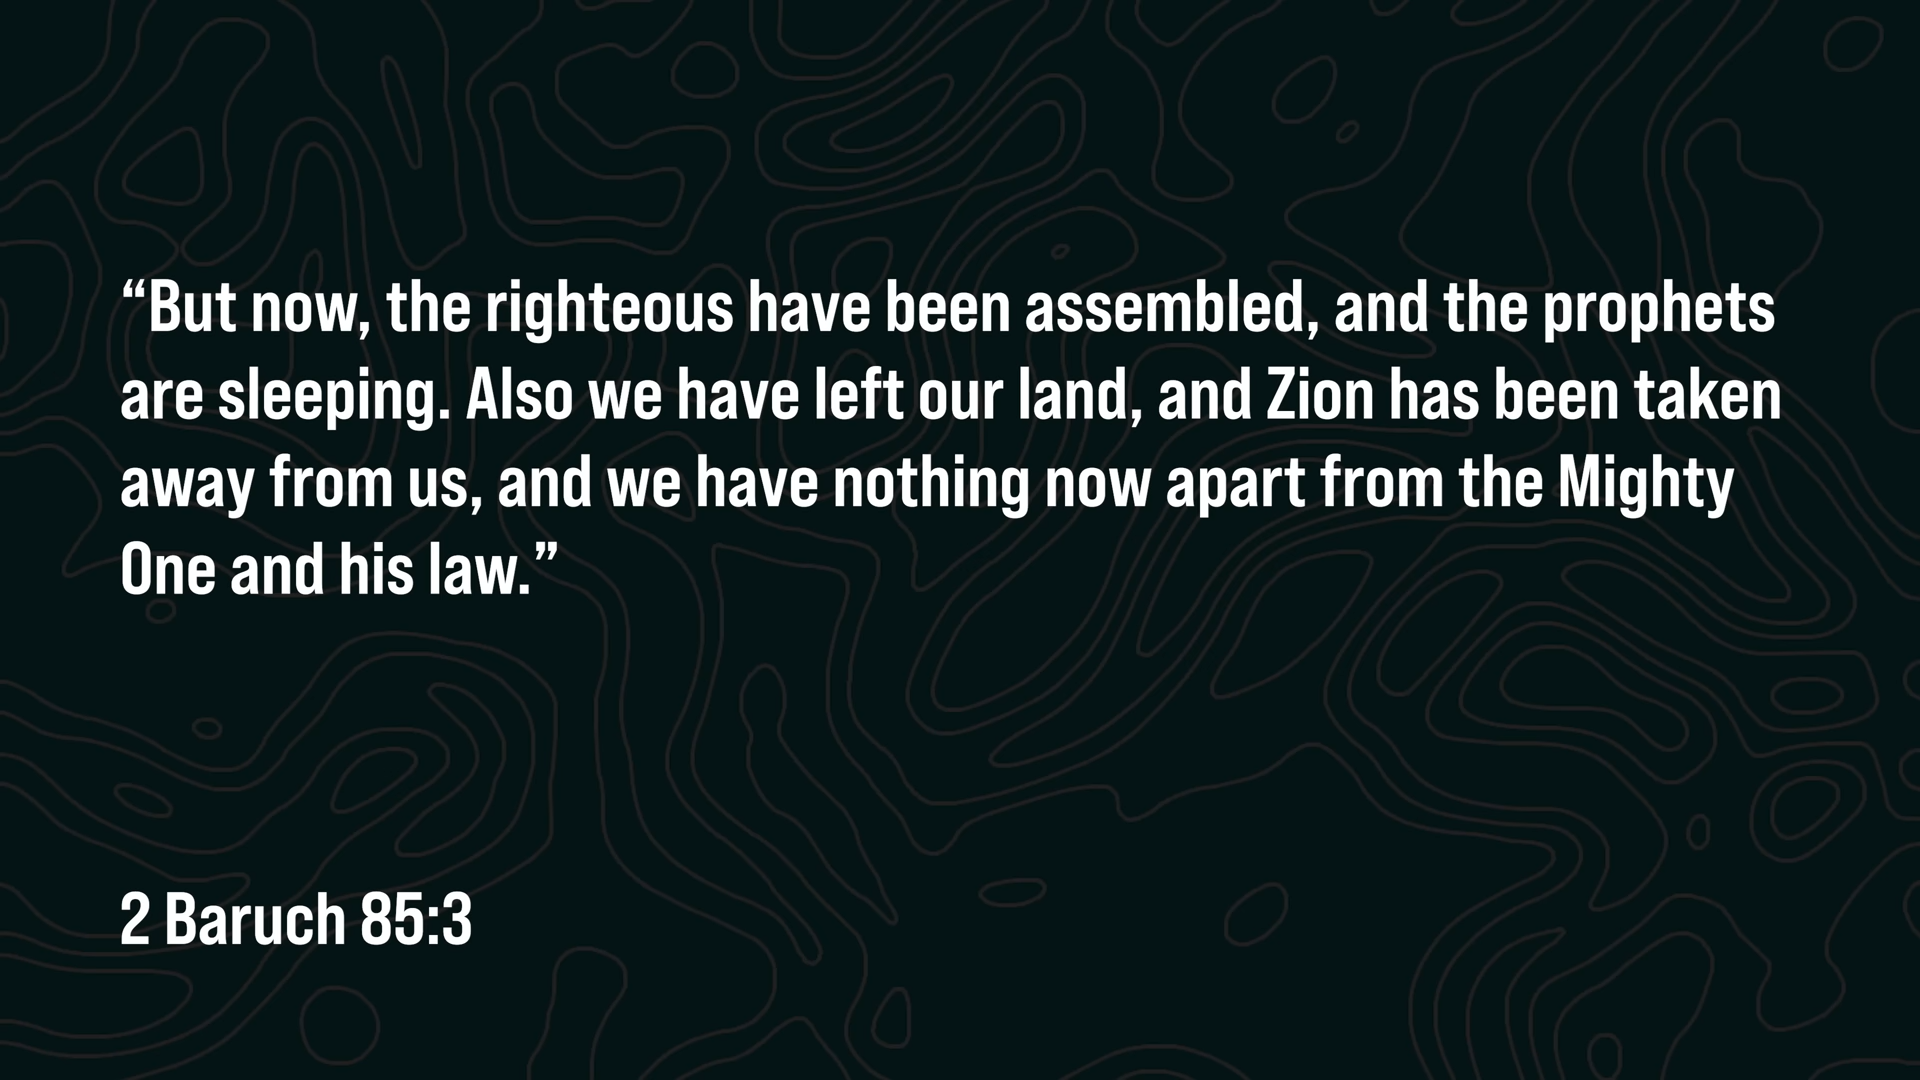 “But now, the righteous have been assembled, and the prophets
are sleeping. Also we have left our land, and Zion has been taken
away from us, and we have nothing now apart from the Mighty
One and his law.”
2 Baruch 85:3